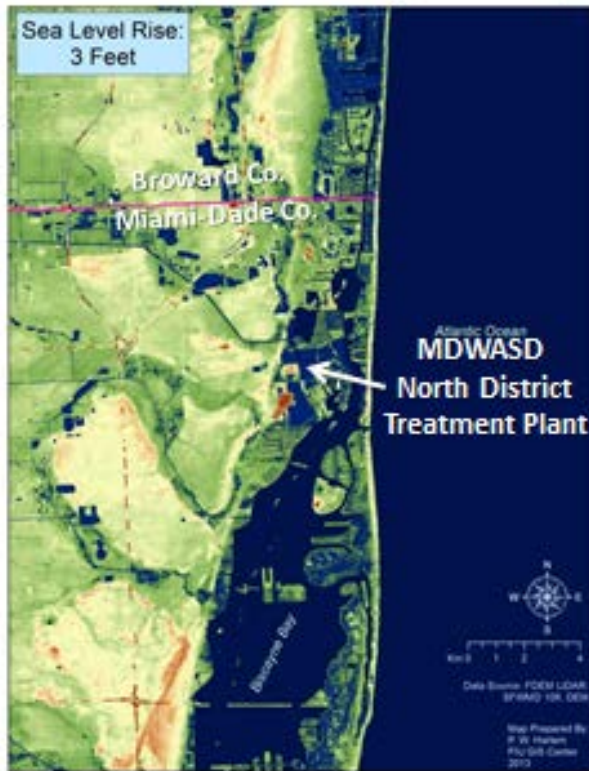 Sea Level Rise:
3 Feet
Broward Co.
Miami-Dade Co.
Atlantic Ocean
MDWASD
North District
Treatment Plant
Biscayne Bay
N
W E
S
Km 0 1 2 4
Data Source: FDEM LIDAR
SFWMD 10ft. DEM
Map Prepared By
P. W. Harlem
FIU GIS Center
2013